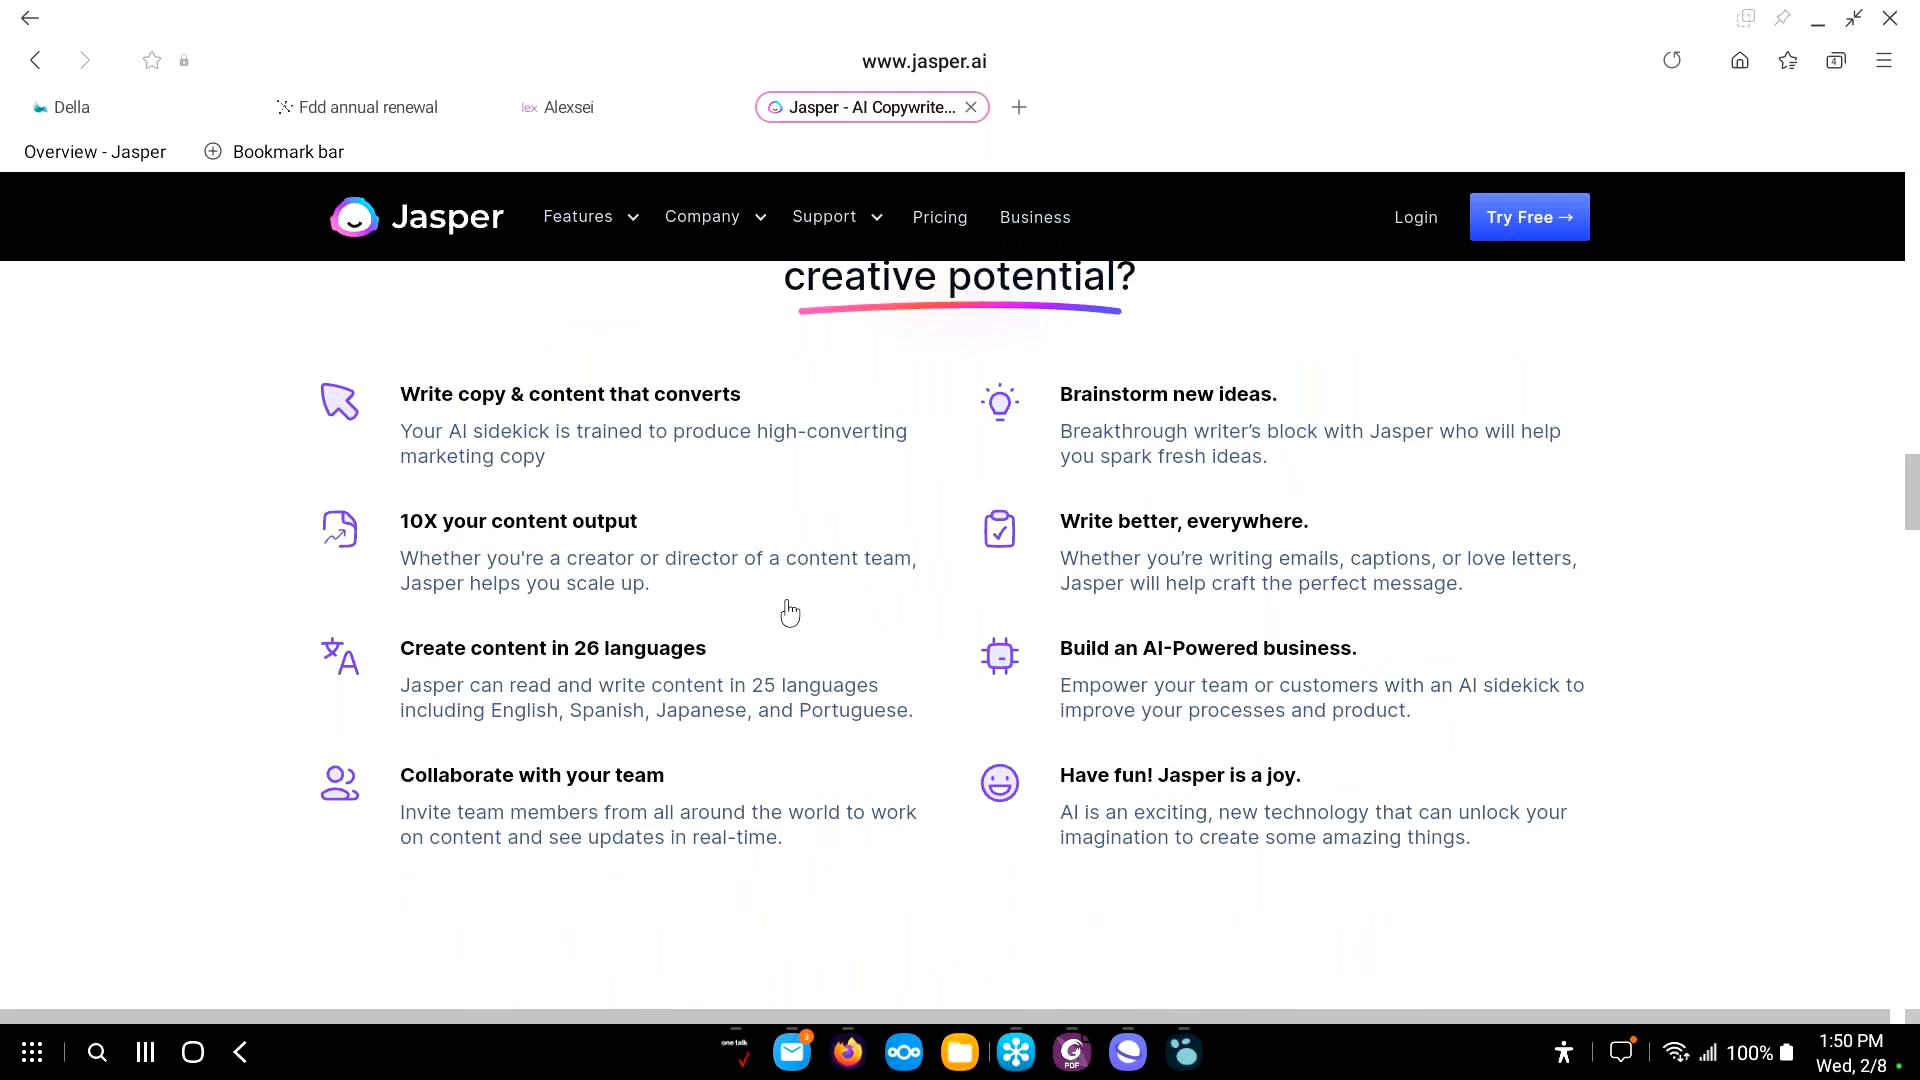 www.jasper.ai
4
Della
Fdd annual renewal
lex Alexsei
Jasper - AI Copywrite...
Overview - Jasper
Bookmark bar
Jasper
Features
Company
Support
Pricing
Business
Login
Try Free →
creative potential?
Write copy & content that converts
Your AI sidekick is trained to produce high-converting
marketing copy
Brainstorm new ideas.
Breakthrough writer’s block with Jasper who will help
you spark fresh ideas.
10X your content output
Whether you're a creator or director of a content team,
Jasper helps you scale up.
Write better, everywhere.
Whether you’re writing emails, captions, or love letters,
Jasper will help craft the perfect message.
Create content in 26 languages
Jasper can read and write content in 25 languages
including English, Spanish, Japanese, and Portuguese.
Build an AI-Powered business.
Empower your team or customers with an AI sidekick to
improve your processes and product.
Collaborate with your team
Invite team members from all around the world to work
on content and see updates in real-time.
Have fun! Jasper is a joy.
AI is an exciting, new technology that can unlock your
imagination to create some amazing things.
one talk
3
PDF
100%
1:50 PM
Wed, 2/8